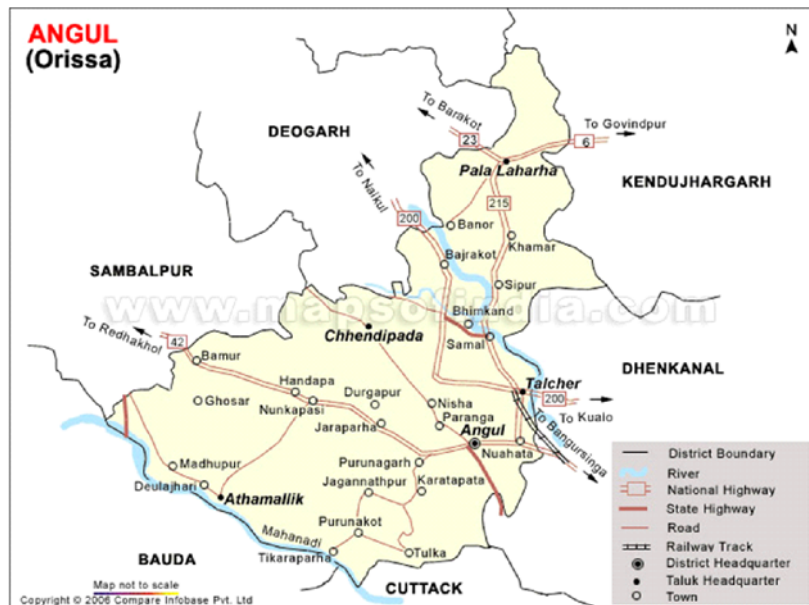 ANGUL
(Orissa)
N
To Barakot
23
To Govindpur
6
DEOGARH
Pala Laharha
KENDUJHARGARH
To Naikul
200
215
Banor
Khamar
Bajrakot
SAMBALPUR
Sipur
www.mapsofindia.com
Bhimkand
To Redhakhol
42
Chhendipada
Samal
Bamur
DHENKANAL
Talcher
200
To Kualo
Handapa
Durgapur
Ghosar
Nunkapasi
Nisha
To Bangursinga
Jaraparha
Paranga
Angul
Nuahata
Purunagarh
Madhupur
Deulajhari
Jagannathpur
Karatapata
Athamallik
Purunakot
Mahanadi
Tikaraparha
Tulka
BAUDA
CUTTACK
District Boundary
River
National Highway
State Highway
Road
Railway Track
District Headquarter
Taluk Headquarter
Town
Map not to scale
Copyright © 2006 Compare Infobase Pvt. Ltd